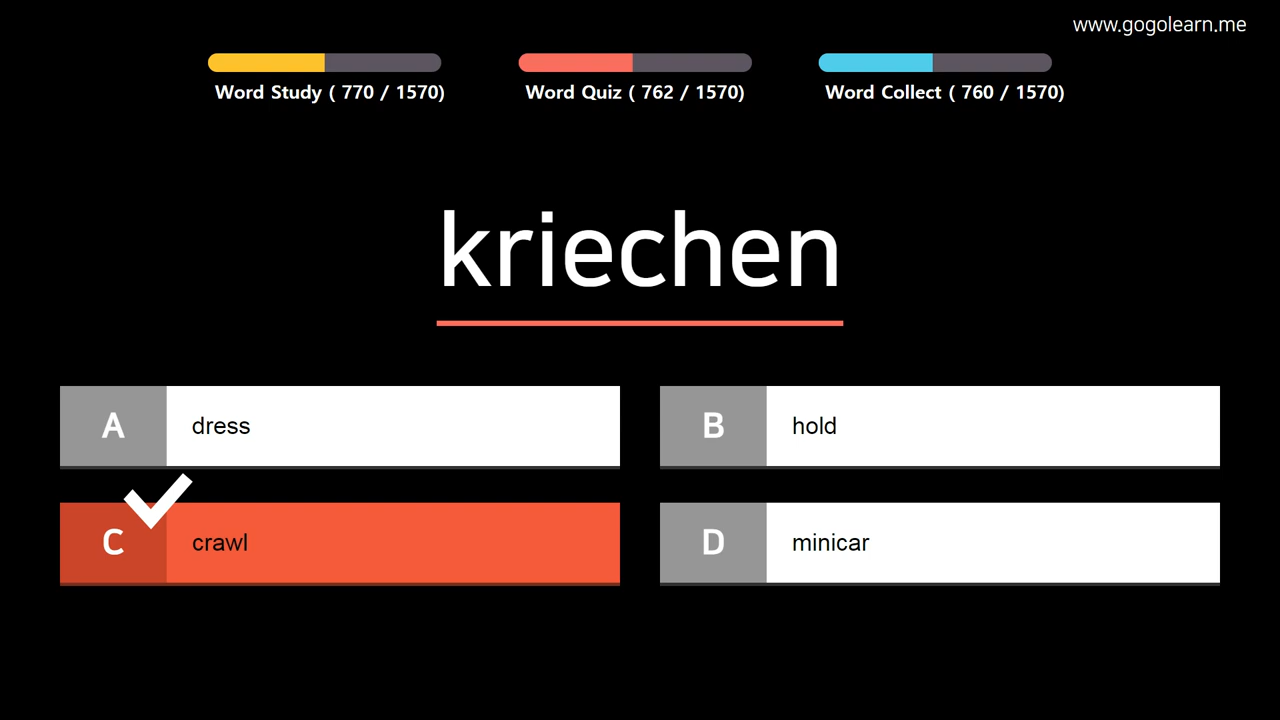 www.gogolearn.me
Word Study ( 770 / 1570)
Word Quiz ( 762 / 1570)
Word Collect ( 760 / 1570)
kriechen
A dress
B hold
C crawl
D minicar